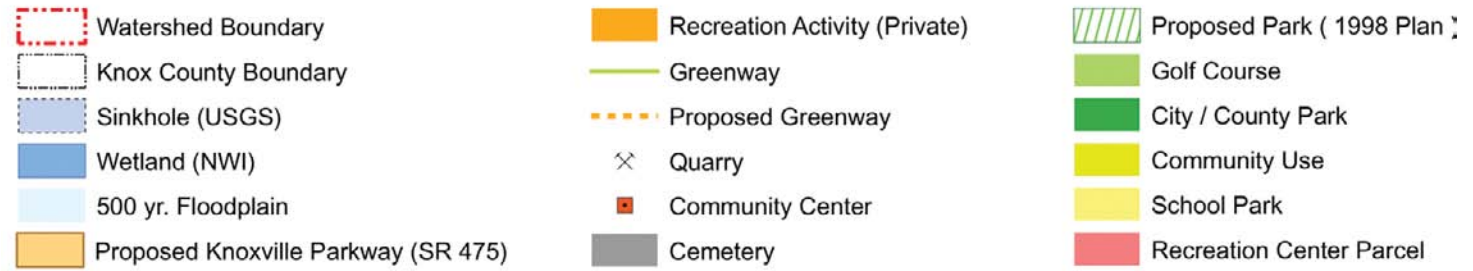 Watershed Boundary
Knox County Boundary
Sinkhole (USGS)
Wetland (NWI)
500 yr. Floodplain
Proposed Knoxville Parkway (SR 475)
Recreation Activity (Private)
Greenway
Proposed Greenway
Quarry
Community Center
Cemetery
Proposed Park ( 1998 Plan )
Golf Course
City / County Park
Community Use
School Park
Recreation Center Parcel